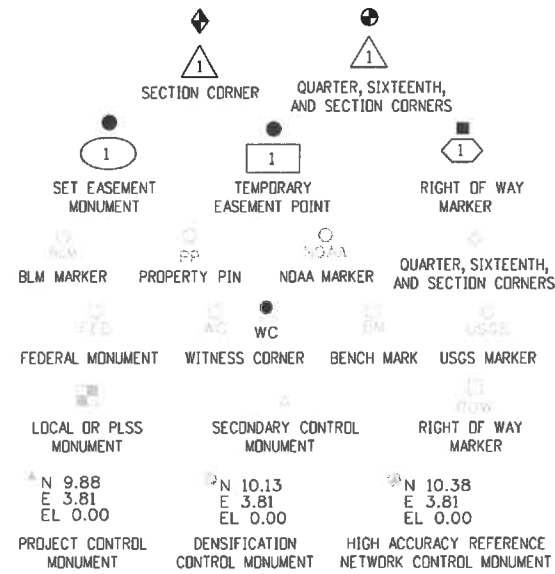 1 1
SECTION CORNER QUARTER, SIXTEENTH,
AND SECTION CORNERS
1 1 1
SET EASEMENT TEMPORARY RIGHT OF WAY
MONUMENT EASEMENT POINT MARKER
PP NOAA
BLM MARKER PROPERTY PIN NOAA MARKER QUARTER, SIXTEENTH,
AND SECTION CORNERS
WC BM USGS
FEDERAL MONUMENT WITNESS CORNER BENCH MARK USGS MARKER
ROW
LOCAL OR PLSS SECONDARY CONTROL RIGHT OF WAY
MONUMENT MONUMENT MARKER
N 9.88 N 10.13 N 10.38
E 3.81 E 3.81 E 3.81
EL 0.00 EL 0.00 EL 0.00
PROJECT CONTROL DENSIFICATION HIGH ACCURACY REFERENCE
MONUMENT CONTROL MONUMENT NETWORK CONTROL MONUMENT